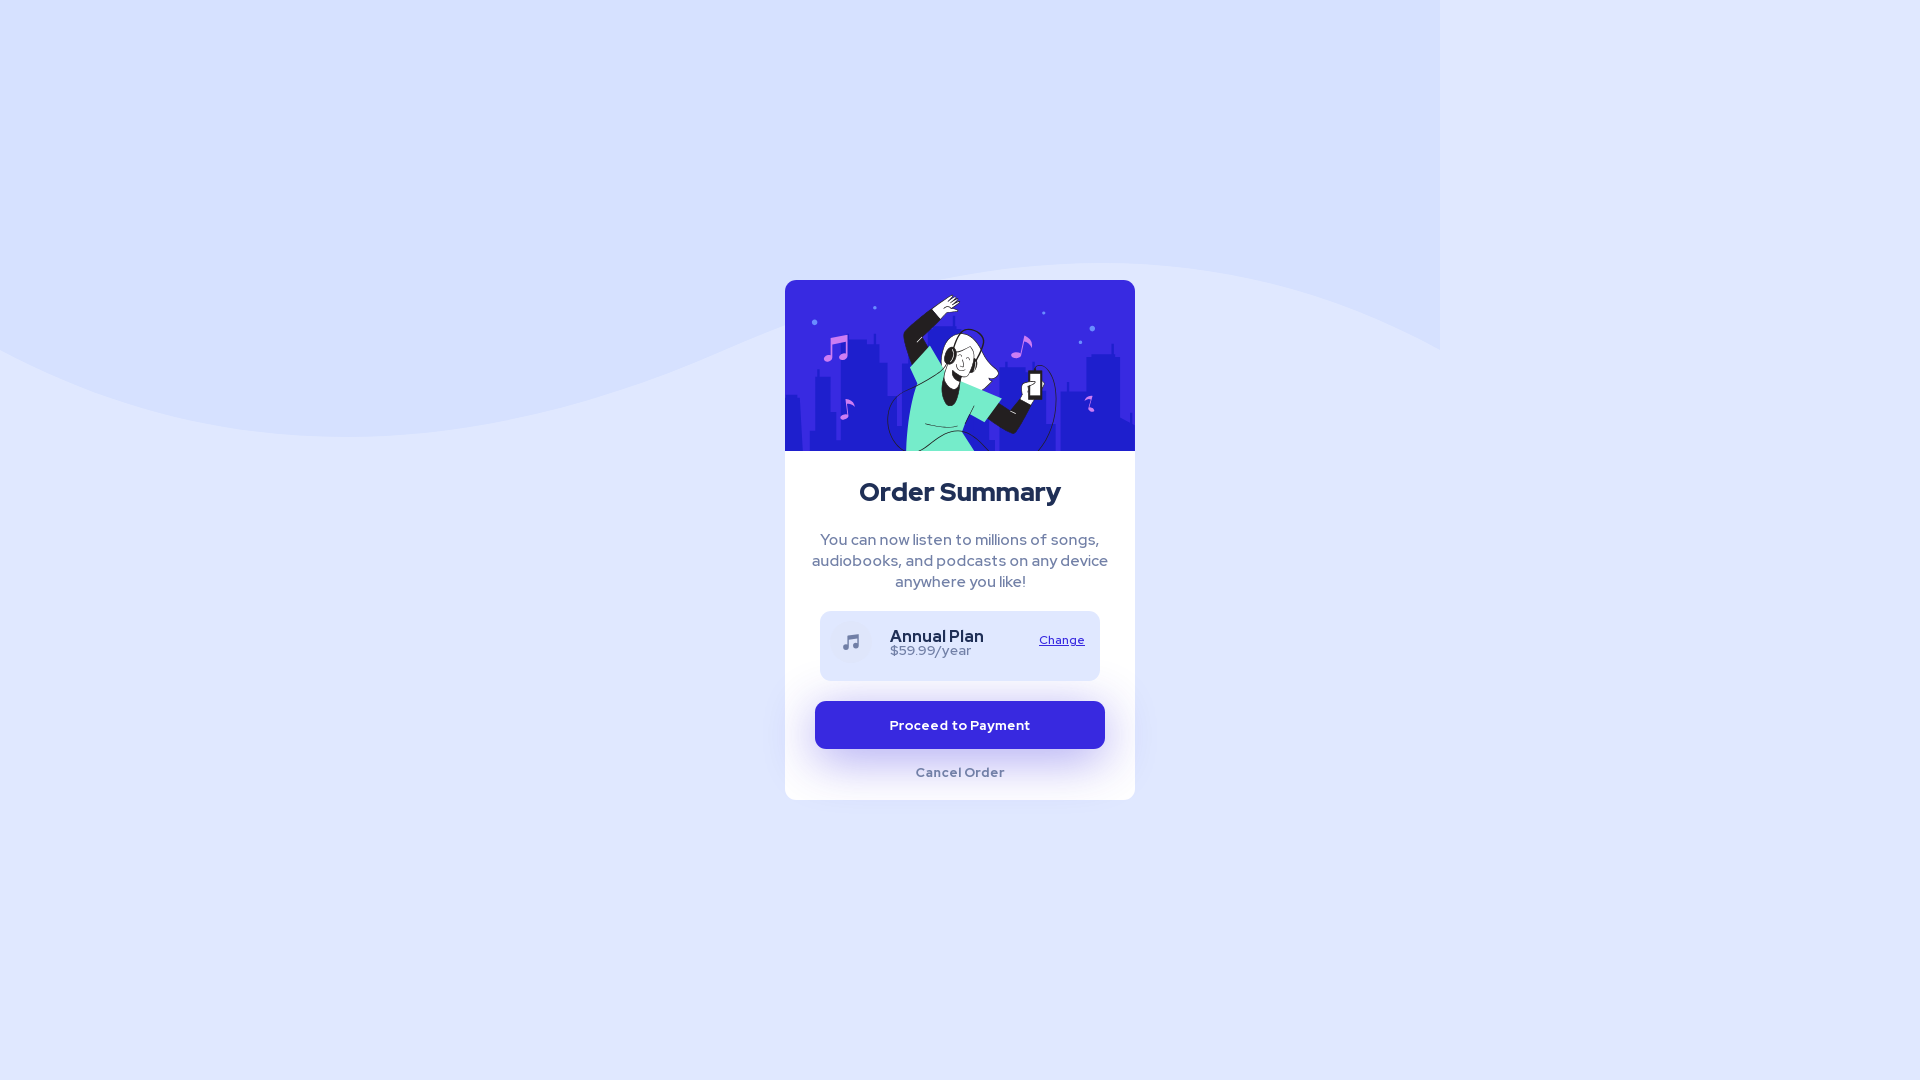 Order Summary
You can now listen to millions of songs,
audiobooks, and podcasts on any device
anywhere you like!
Annual Plan
$59.99/year
Change
Proceed to Payment
Cancel Order